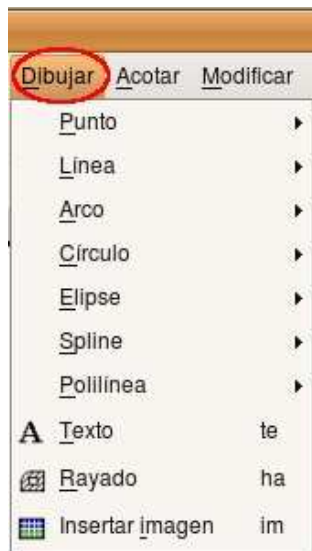 Dibujar Acotar Modificar
Punto
Línea
Arco
Círculo
Elipse
Spline
Polilínea
Texto te
Rayado ha
Insertar imagen im